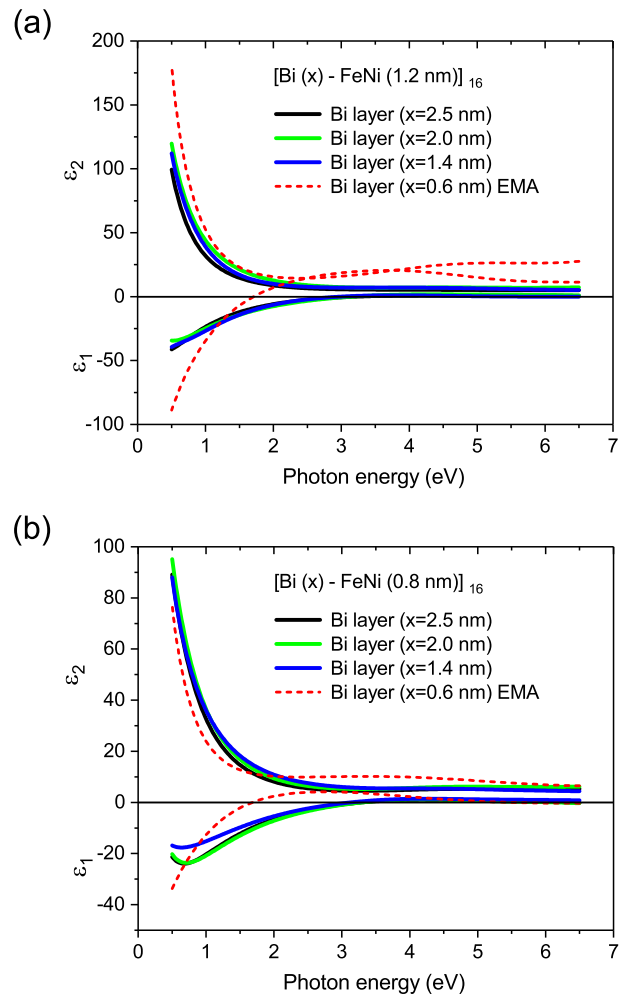 (a)
200
150
100
50
0
-50
-100
ε2
ε1
[Bi (x) - FeNi (1.2 nm)] 16
Bi layer (x=2.5 nm)
Bi layer (x=2.0 nm)
Bi layer (x=1.4 nm)
Bi layer (x=0.6 nm) EMA
0 1 2 3 4 5 6 7
Photon energy (eV)
(b)
100
80
60
40
20
0
-20
-40
ε2
ε1
[Bi (x) - FeNi (0.8 nm)] 16
Bi layer (x=2.5 nm)
Bi layer (x=2.0 nm)
Bi layer (x=1.4 nm)
Bi layer (x=0.6 nm) EMA
0 1 2 3 4 5 6 7
Photon energy (eV)